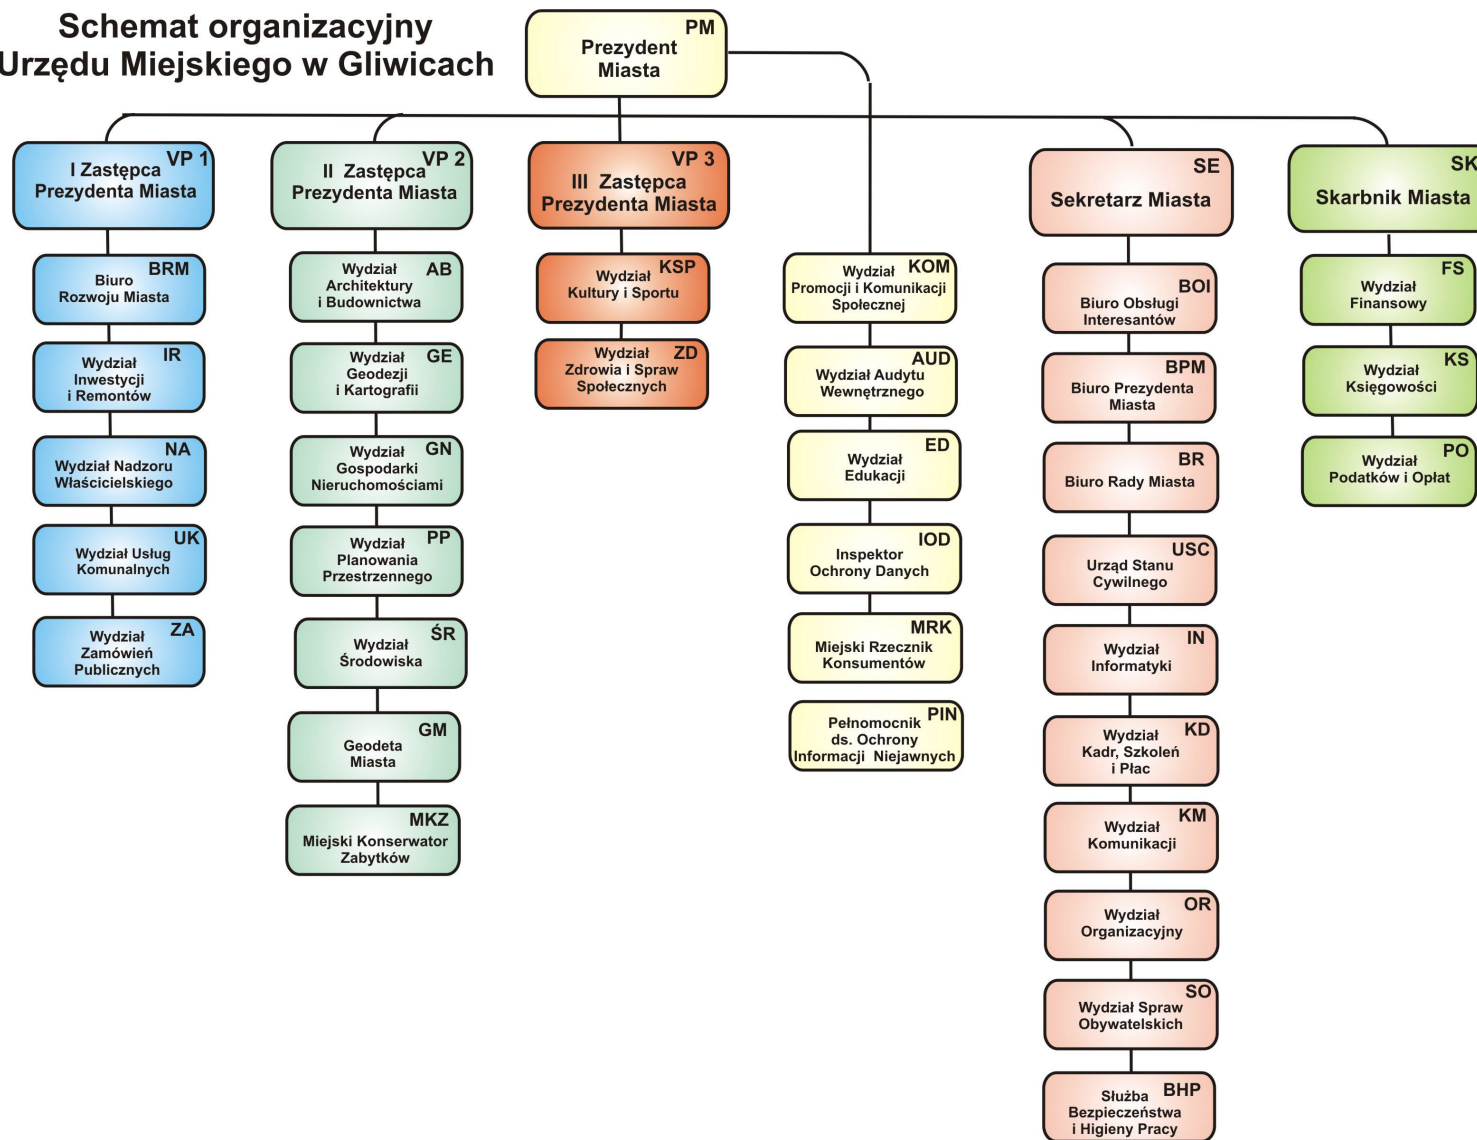 Schemat organizacyjny
Urzędu Miejskiego w Gliwicach
PM
Prezydent
Miasta
VP 1
I Zastępca
Prezydenta Miasta
BRM
Biuro
Rozwoju Miasta
IR
Wydział
Inwestycji
i Remontów
NA
Wydział Nadzoru
Właścicielskiego
UK
Wydział Usług
Komunalnych
ZA
Wydział
Zamówień
Publicznych
VP 2
II Zastępca
Prezydenta Miasta
AB
Wydział
Architektury
i Budownictwa
GE
Wydział
Geodezji
i Kartografii
GN
Wydział
Gospodarki
Nieruchomościami
PP
Wydział
Planowania
Przestrzennego
ŚR
Wydział
Środowiska
GM
Geodeta
Miasta
MKZ
Miejski Konserwator
Zabytków
VP 3
III Zastępca
Prezydenta Miasta
KSP
Wydział
Kultury i Sportu
ZD
Wydział
Zdrowia i Spraw
Społecznych
KOM
Wydział
Promocji i Komunikacji
Społecznej
AUD
Wydział Audytu
Wewnętrznego
ED
Wydział
Edukacji
IOD
Inspektor
Ochrony Danych
MRK
Miejski Rzecznik
Konsumentów
PIN
Pełnomocnik
ds. Ochrony
Informacji Niejawnych
SE
Sekretarz Miasta
BOI
Biuro Obsługi
Interesantów
BPM
Biuro Prezydenta
Miasta
BR
Biuro Rady Miasta
USC
Urząd Stanu
Cywilnego
IN
Wydział
Informatyki
KD
Wydział
Kadr, Szkoleń
i Płac
KM
Wydział
Komunikacji
OR
Wydział
Organizacyjny
SO
Wydział Spraw
Obywatelskich
BHP
Służba
Bezpieczeństwa
i Higieny Pracy
SK
Skarbnik Miasta
FS
Wydział
Finansowy
KS
Wydział
Księgowości
PO
Wydział
Podatków i Opłat